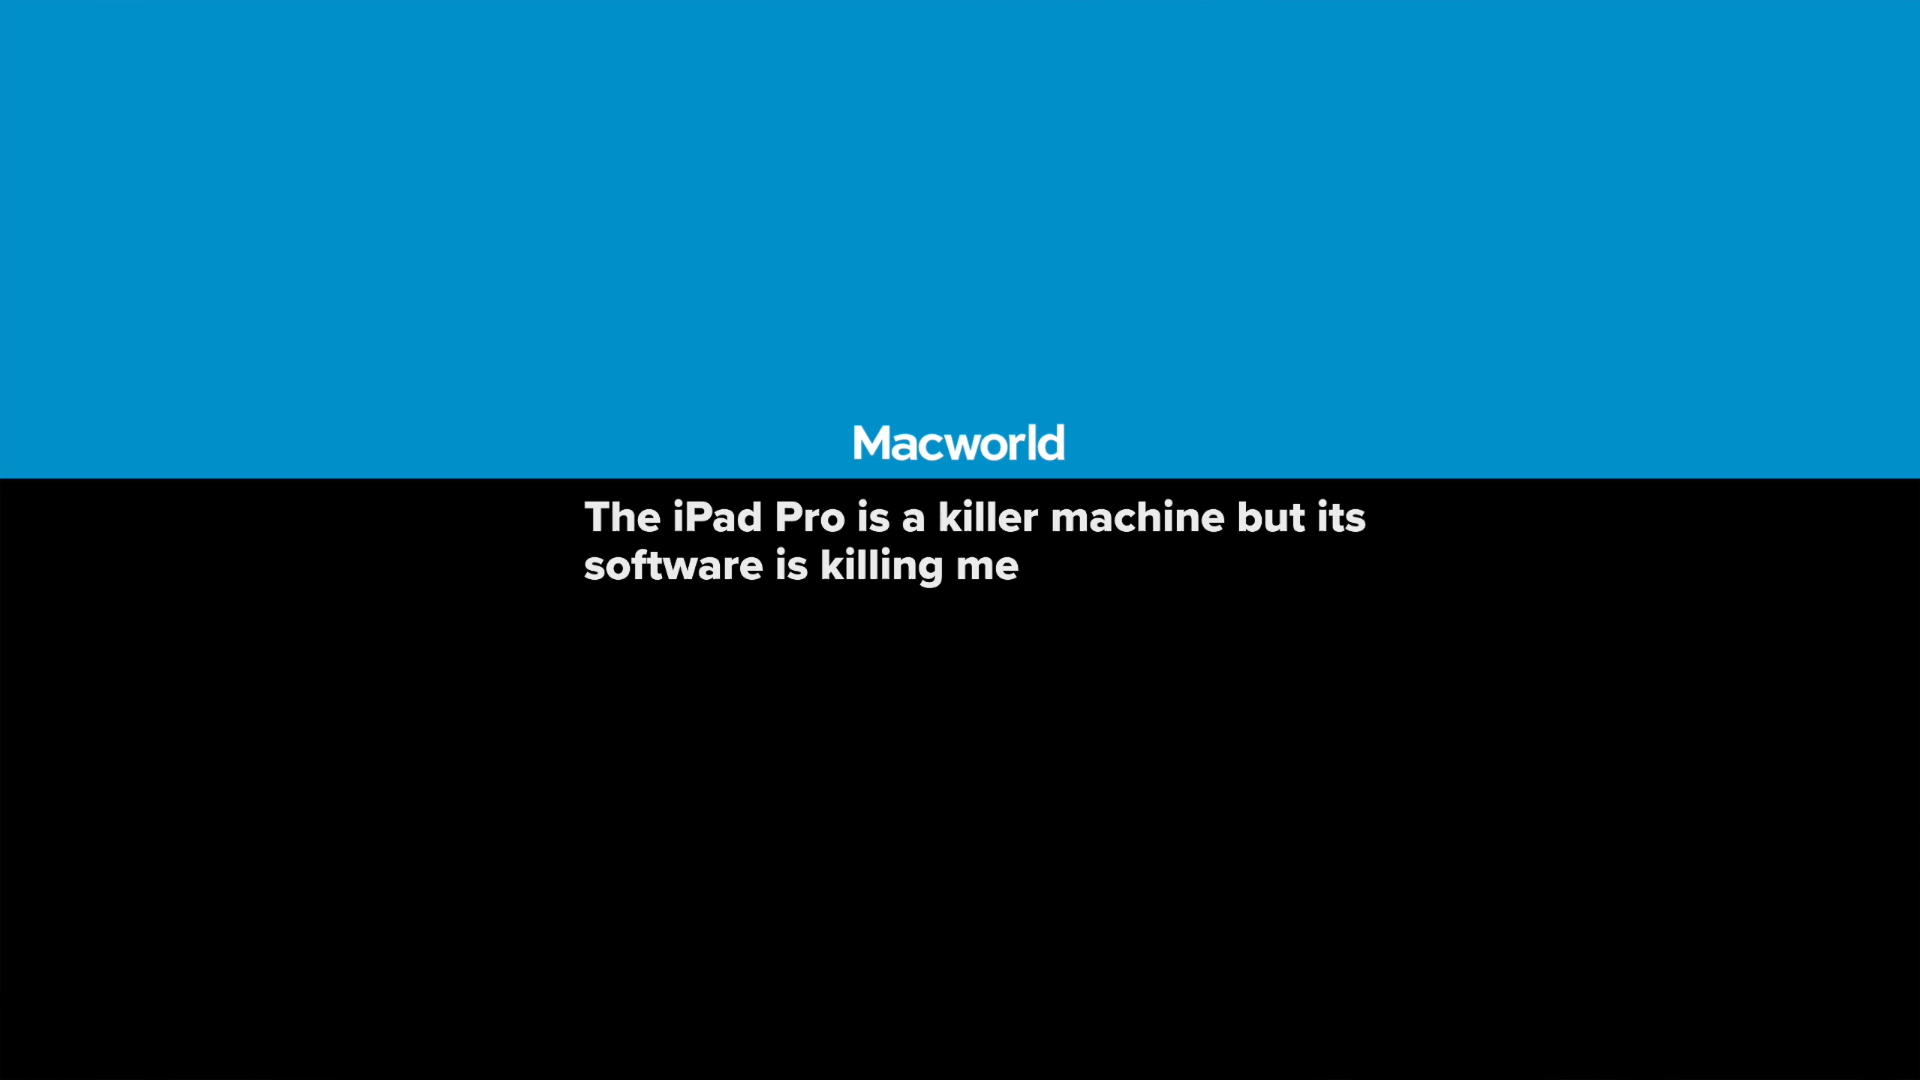 Macworld
The iPad Pro is a killer machine but its
software is killing me